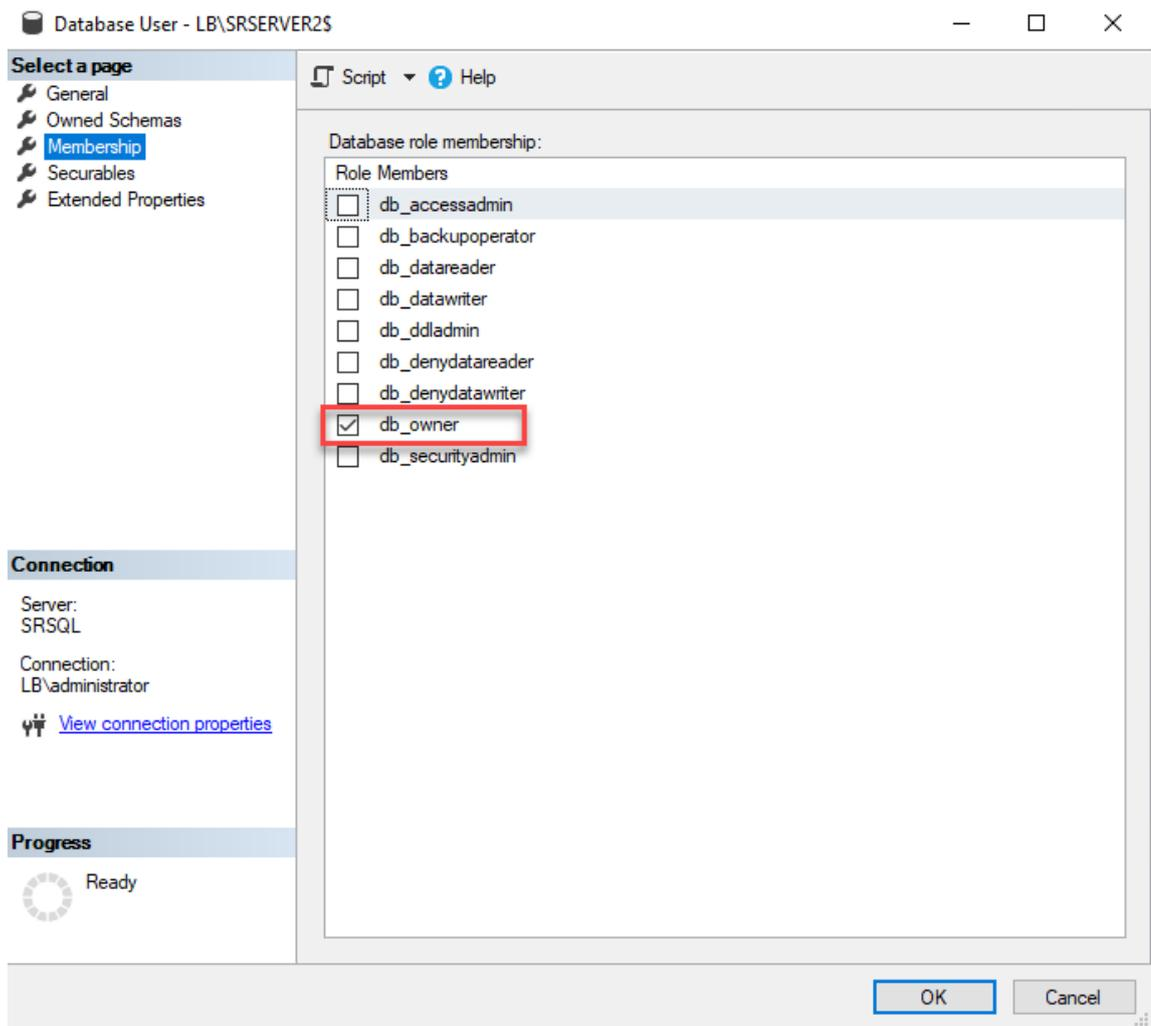 Database User - LB\SRSERVER2$
Select a page
General
Owned Schemas
Membership
Securables
Extended Properties
Script
Help
Database role membership:
Role Members
db_accessadmin
db_backupoperator
db_datareader
db_datawriter
db_ddladmin
db_denydatareader
db_denydatawriter
db_owner
db_securityadmin
Connection
Server:
SRSQL
Connection:
LB\administrator
View connection properties
Progress
Ready
OK
Cancel